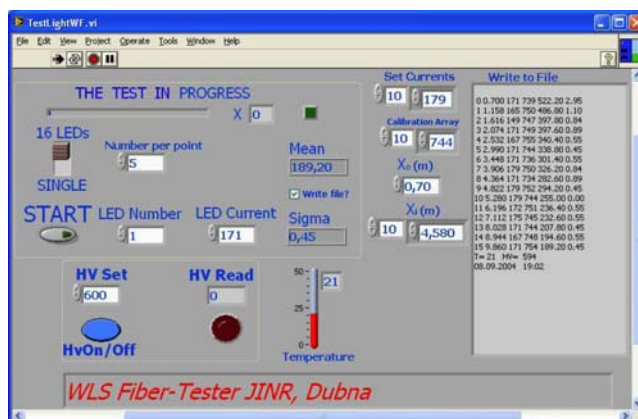 TestLightWF.vi
File Edit View Project Operate Tools Window Help
THE TEST IN PROGRESS
X 0
16 LEDs
SINGLE
Number per point
5
Mean
189,20
Write file?
START
LED Number
1
LED Current
171
Sigma
0,45
Set Currents
10 179
Calibration Array
10 744
X₀ (m)
0,70
Xᵢ (m)
10 4,580
Write to File
0 0.700 171 739 522.20 2.95
1 1.158 165 750 486.80 1.10
2 1.616 149 747 397.80 0.84
3 2.074 171 749 397.60 0.89
4 2.532 167 755 340.40 0.55
5 2.990 171 744 338.80 0.45
6 3.448 171 736 301.40 0.55
7 3.906 179 750 326.20 0.84
8 4.364 171 734 282.60 0.89
9 4.822 179 752 294.20 0.45
10 5.280 179 744 255.00 0.00
11 6.196 172 751 236.40 0.55
12 7.112 175 745 232.60 0.55
13 8.028 171 744 207.80 0.45
14 8.944 167 748 194.60 0.55
15 9.860 171 754 189.20 0.45
T= 21 HV= 594
08.09.2004 19:02
HV Set
600
HvOn/Off
HV Read
0
50
25
0
21
Temperature
WLS Fiber-Tester JINR, Dubna